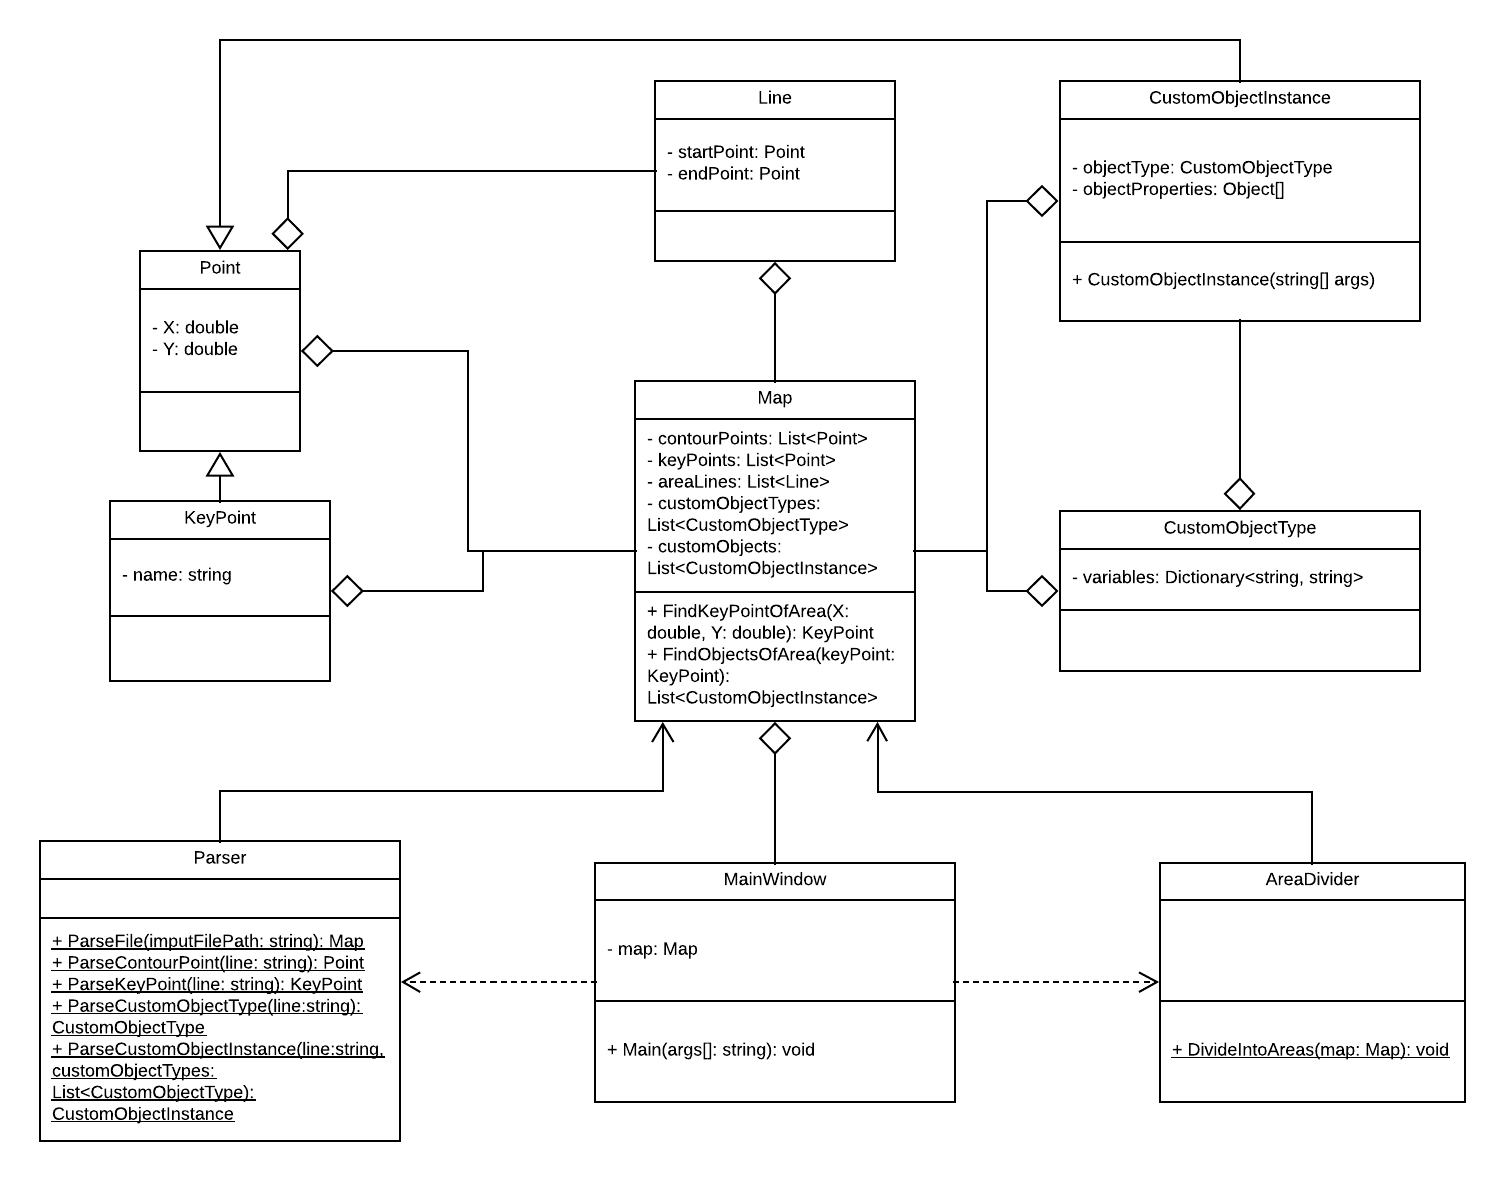 Line
- startPoint: Point
- endPoint: Point
CustomObjectInstance
- objectType: CustomObjectType
- objectProperties: Object[]
+ CustomObjectInstance(string[] args)
Point
- X: double
- Y: double
KeyPoint
- name: string
Map
- contourPoints: List<Point>
- keyPoints: List<Point>
- areaLines: List<Line>
- customObjectTypes:
List<CustomObjectType>
- customObjects:
List<CustomObjectInstance>
+ FindKeyPointOfArea(X:
double, Y: double): KeyPoint
+ FindObjectsOfArea(keyPoint:
KeyPoint):
List<CustomObjectInstance>
CustomObjectType
- variables: Dictionary<string, string>
Parser
+ ParseFile(imputFilePath: string): Map
+ ParseContourPoint(line: string): Point
+ ParseKeyPoint(line: string): KeyPoint
+ ParseCustomObjectType(line:string):
CustomObjectType
+ ParseCustomObjectInstance(line:string,
customObjectTypes:
List<CustomObjectType):
CustomObjectInstance
MainWindow
- map: Map
+ Main(args[]: string): void
AreaDivider
+ DivideIntoAreas(map: Map): void